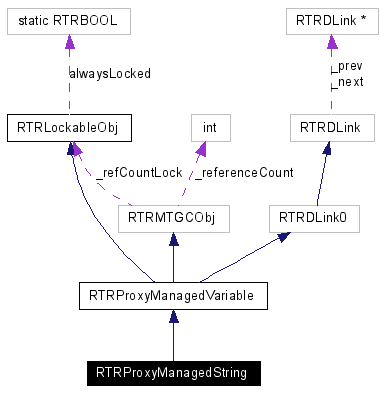 static RTRBOOL
RTRDLink *
alwaysLocked
_prev
_next
RTRLockableObj
int
RTRDLink
_refCountLock
_referenceCount
RTRMTGCObj
RTRDLink0
RTRProxyManagedVariable
RTRProxyManagedString